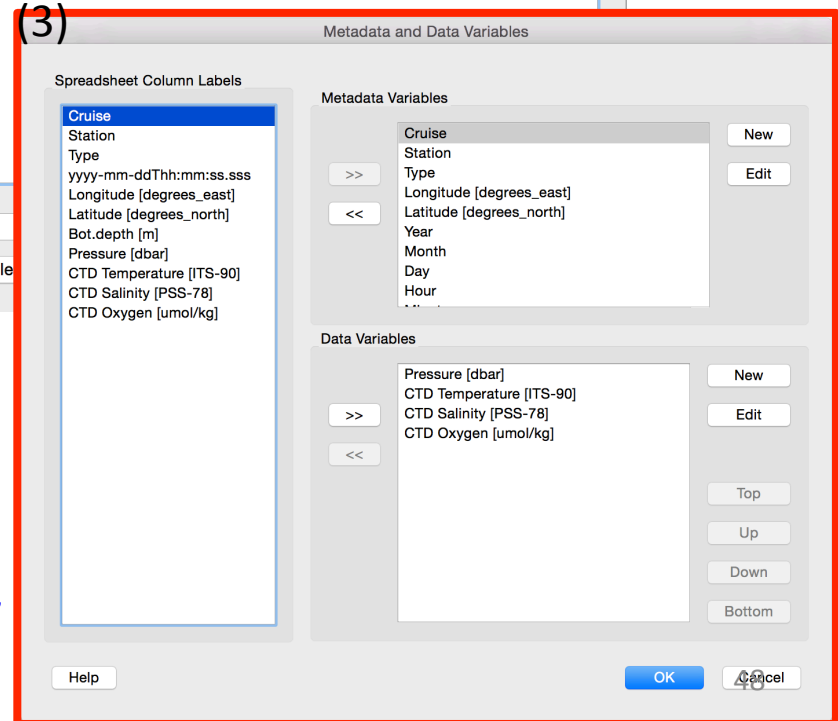 (3)
Metadata and Data Variables
Spreadsheet Column Labels
Cruise
Station
Type
yyyy-mm-ddThh:mm:ss.sss
Longitude [degrees_east]
Latitude [degrees_north]
Bot.depth [m]
Pressure [dbar]
CTD Temperature [ITS-90]
CTD Salinity [PSS-78]
CTD Oxygen [umol/kg]
Metadata Variables
>>
<<
Cruise
Station
Type
Longitude [degrees_east]
Latitude [degrees_north]
Year
Month
Day
Hour
New
Edit
Data Variables
>>
<<
Pressure [dbar]
CTD Temperature [ITS-90]
CTD Salinity [PSS-78]
CTD Oxygen [umol/kg]
New
Edit
Top
Up
Down
Bottom
le
Help
OK
Cancel
48